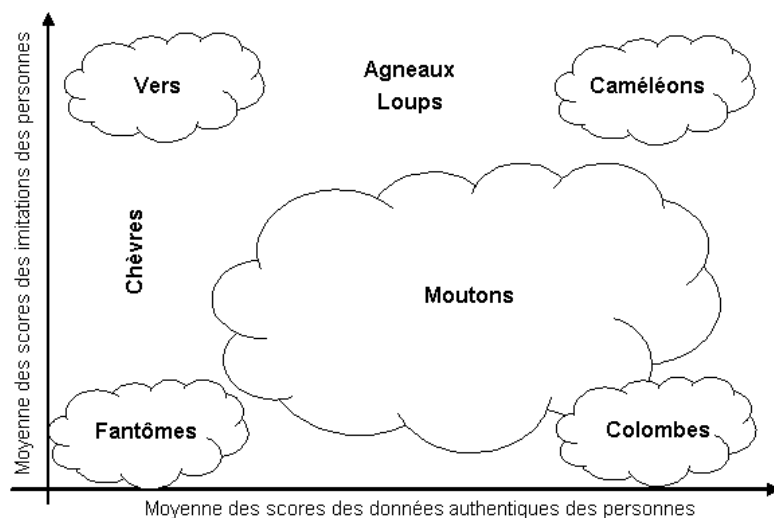 Moyenne des scores des imitations des personnes
Vers
Agneaux
Loups
Caméléons
Chèvres
Moutons
Fantômes
Colombes
Moyenne des scores des données authentiques des personnes